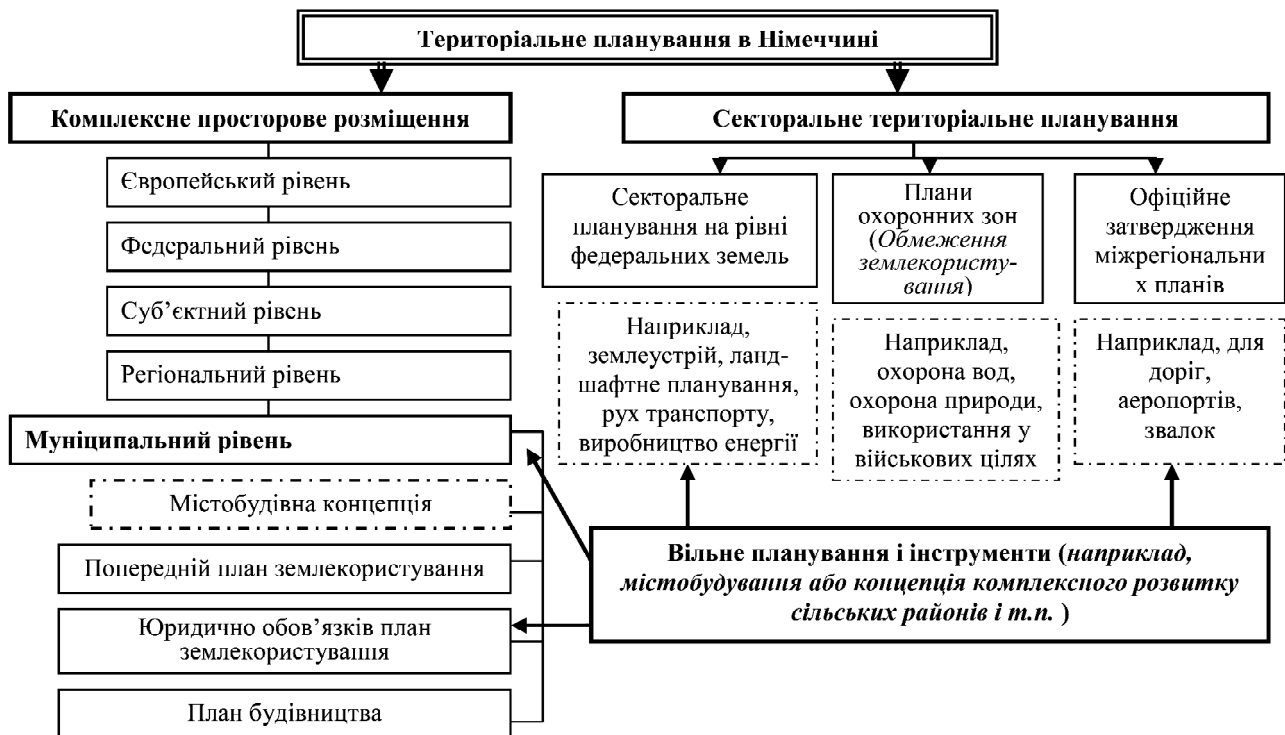 Територіальне планування в Німеччині
Комплексне просторове розміщення
Європейський рівень
Федеральний рівень
Суб’єктний рівень
Регіональний рівень
Муніципальний рівень
Містобудівна концепція
Попередній план землекористування
Юридично обов’язків план
землекористування
План будівництва
Секторальне територіальне планування
Секторальне
планування на рівні
федеральних земель
Плани
охоронних зон
(Обмеження
землекористу-
вання)
Офіційне
затвердження
міжрегіональни
х планів
Наприклад,
землеустрій, ланд-
шафтне планування,
рух транспорту,
виробництво енергії
Наприклад,
охорона вод,
охорона природи,
використання у
військових цілях
Наприклад, для
доріг,
аеропортів,
звалок
Вільне планування і інструменти (наприклад,
містобудування або концепція комплексного розвитку
сільських районів і т.п. )